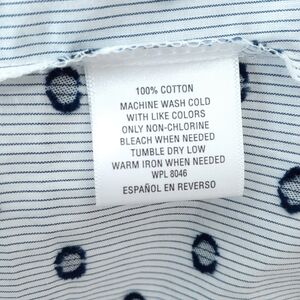 100% COTTON
MACHINE WASH COLD
WITH LIKE COLORS
ONLY NON-CHLORINE
BLEACH WHEN NEEDED
TUMBLE DRY LOW
WARM IRON WHEN NEEDED
WPL 8046
ESPAÑOL EN REVERSO